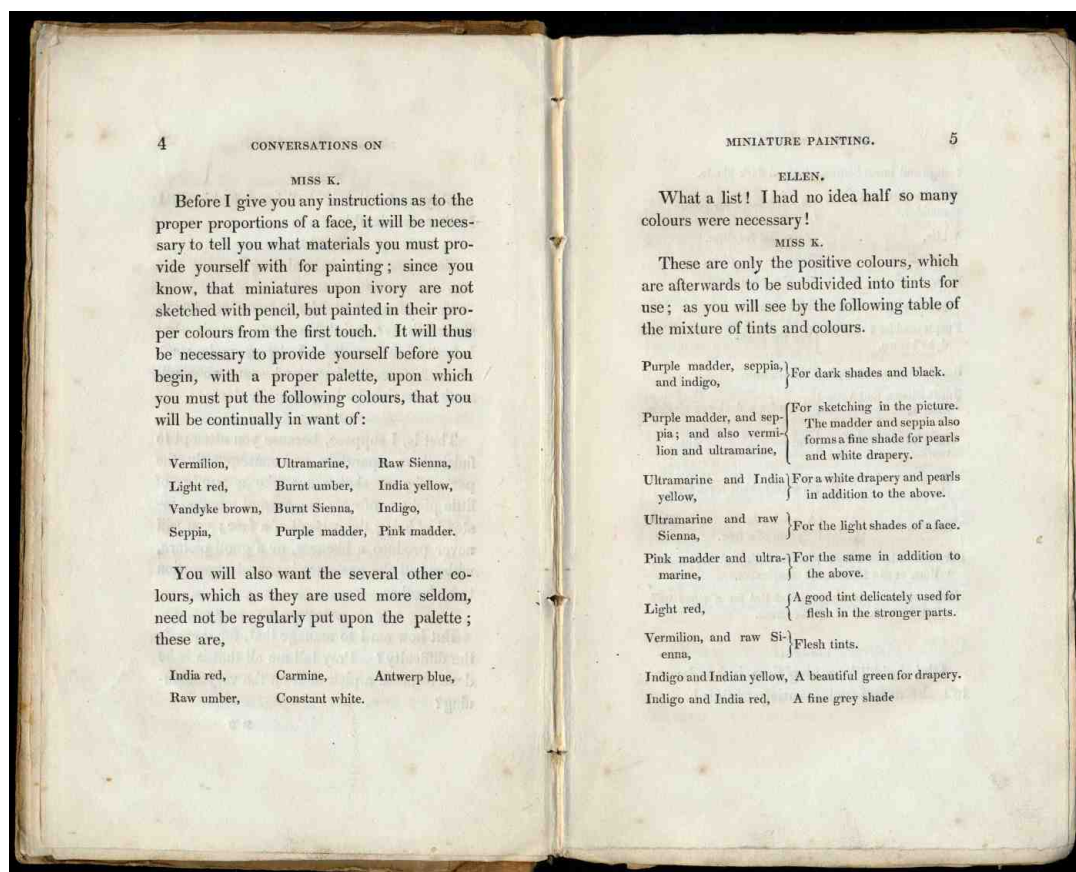 4 CONVERSATIONS ON
MISS K.
Before I give you any instructions as to the
proper proportions of a face, it will be neces-
sary to tell you what materials you must pro-
vide yourself with for painting; since you
know, that miniatures upon ivory are not
sketched with pencil, but painted in their pro-
per colours from the first touch. It will thus
be necessary to provide yourself before you
begin, with a proper palette, upon which
you must put the following colours, that you
will be continually in want of:
Vermilion, Ultramarine, Raw Sienna,
Light red, Burnt umber, India yellow,
Vandyke brown, Burnt Sienna, Indigo,
Seppia, Purple madder, Pink madder.
You will also want the several other co-
lours, which as they are used more seldom,
need not be regularly put upon the palette;
these are,
India red, Carmine, Antwerp blue,
Raw umber, Constant white.
MINIATURE PAINTING. 5
ELLEN.
What a list! I had no idea half so many
colours were necessary!
MISS K.
These are only the positive colours, which
are afterwards to be subdivided into tints for
use; as you will see by the following table of
the mixture of tints and colours.
Purple madder, seppia,
and indigo,
For dark shades and black.
Purple madder, and sep-
pia; and also vermi-
lion and ultramarine,
For sketching in the picture.
The madder and seppia also
forms a fine shade for pearls
and white drapery.
Ultramarine and India
yellow,
For a white drapery and pearls
in addition to the above.
Ultramarine and raw
Sienna,
For the light shades of a face.
Pink madder and ultra-
marine,
For the same in addition to
the above.
Light red,
A good tint delicately used for
flesh in the stronger parts.
Vermilion, and raw Si-
enna,
Flesh tints.
Indigo and Indian yellow, A beautiful green for drapery.
Indigo and India red, A fine grey shade